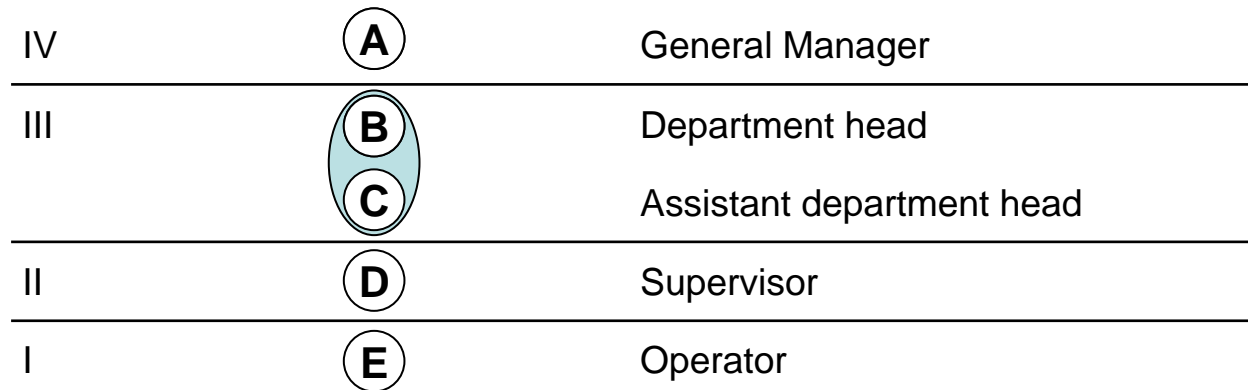 IV A General Manager
III B Department head
C Assistant department head
II D Supervisor
I E Operator